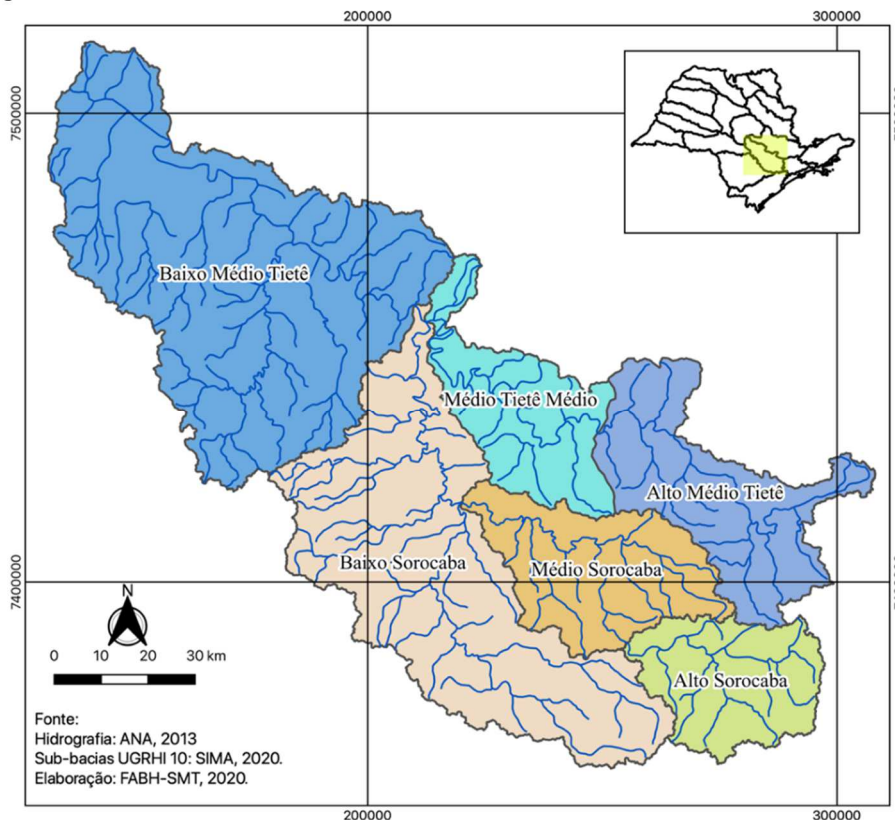 200000
300000
7500000
Baixo Médio Tietê
Médio Tietê Médio
Alto Médio Tietê
Baixo Sorocaba
Médio Sorocaba
7400000
Alto Sorocaba
N
0 10 20 30 km
Fonte:
Hidrografia: ANA, 2013
Sub-bacias UGRHI 10: SIMA, 2020.
Elaboração: FABH-SMT, 2020.
200000
300000